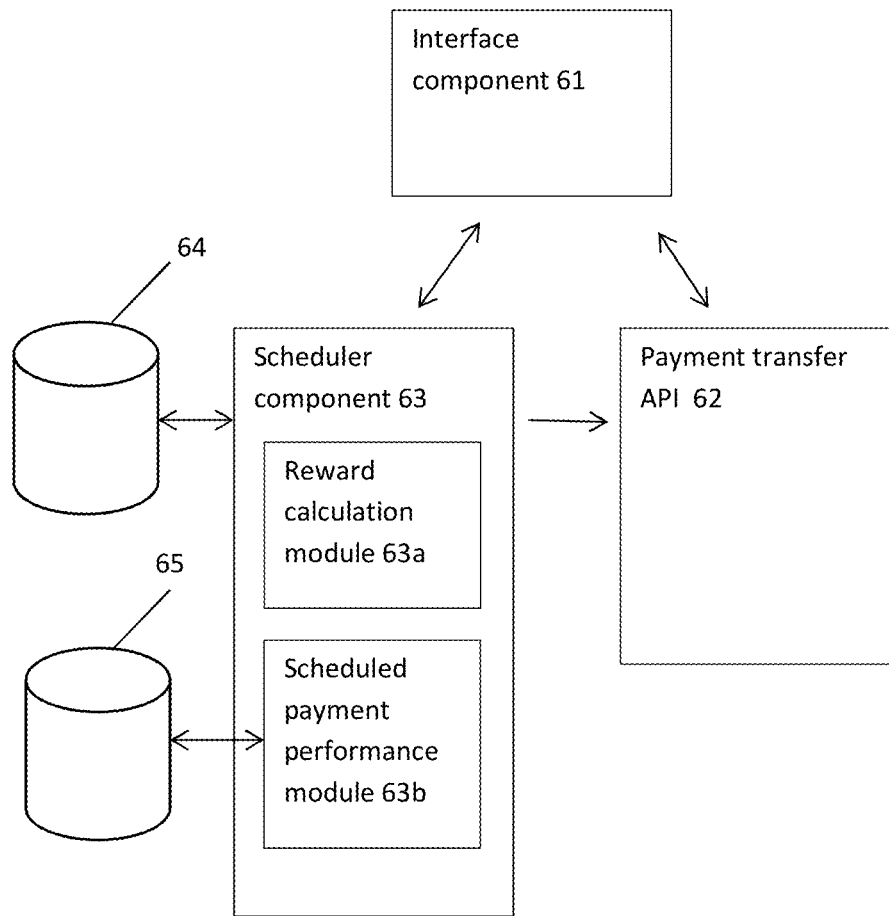 Interface
component 61
64
Scheduler
component 63
Payment transfer
API 62
Reward
calculation
module 63a
65
Scheduled
payment
performance
module 63b